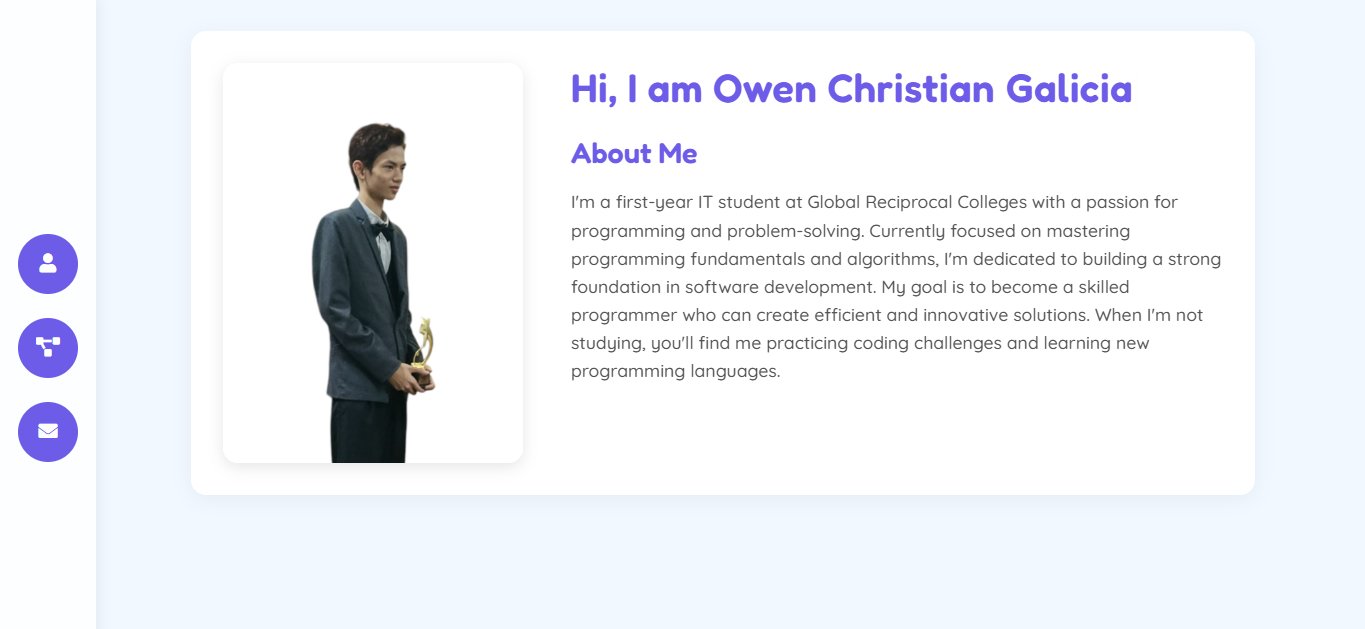 Hi, I am Owen Christian Galicia
About Me
I'm a first-year IT student at Global Reciprocal Colleges with a passion for
programming and problem-solving. Currently focused on mastering
programming fundamentals and algorithms, I'm dedicated to building a strong
foundation in software development. My goal is to become a skilled
programmer who can create efficient and innovative solutions. When I'm not
studying, you'll find me practicing coding challenges and learning new
programming languages.